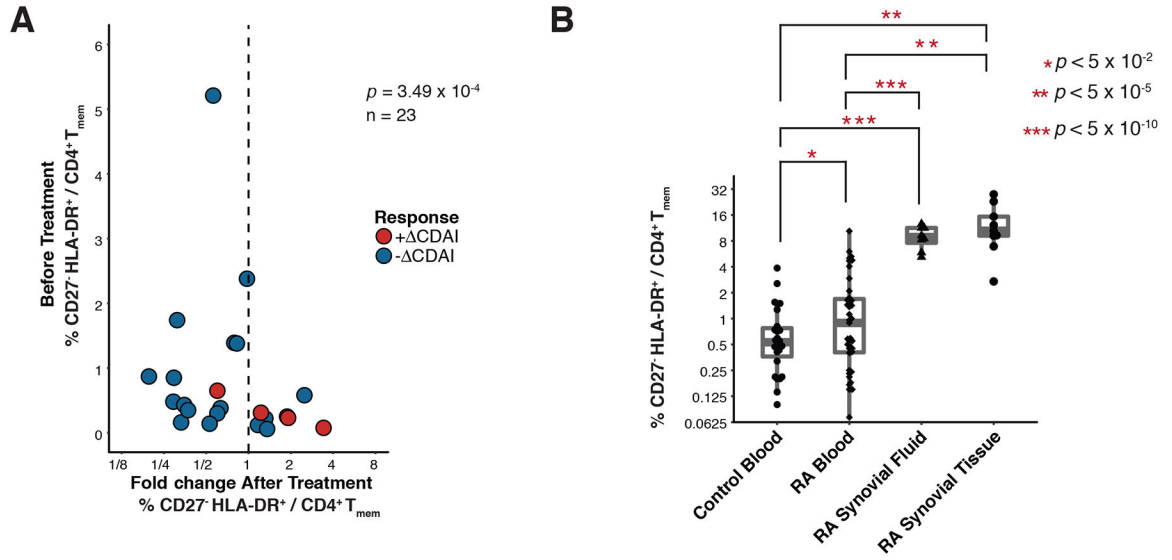 A
6
5
4
3
2
1
0
Before Treatment
% CD27- HLA-DR+ / CD4+ Tmem
p = 3.49 x 10-4
n = 23
Response
+ΔCDAI
-ΔCDAI
1/8 1/4 1/2 1 2 4 8
Fold change After Treatment
% CD27- HLA-DR+ / CD4+ Tmem
B
**
**
***
***
*
* p < 5 x 10-2
** p < 5 x 10-5
*** p < 5 x 10-10
% CD27- HLA-DR+ / CD4+ Tmem
32
16
8
4
2
1
0.5
0.25
0.125
0.0625
Control Blood
RA Blood
RA Synovial Fluid
RA Synovial Tissue